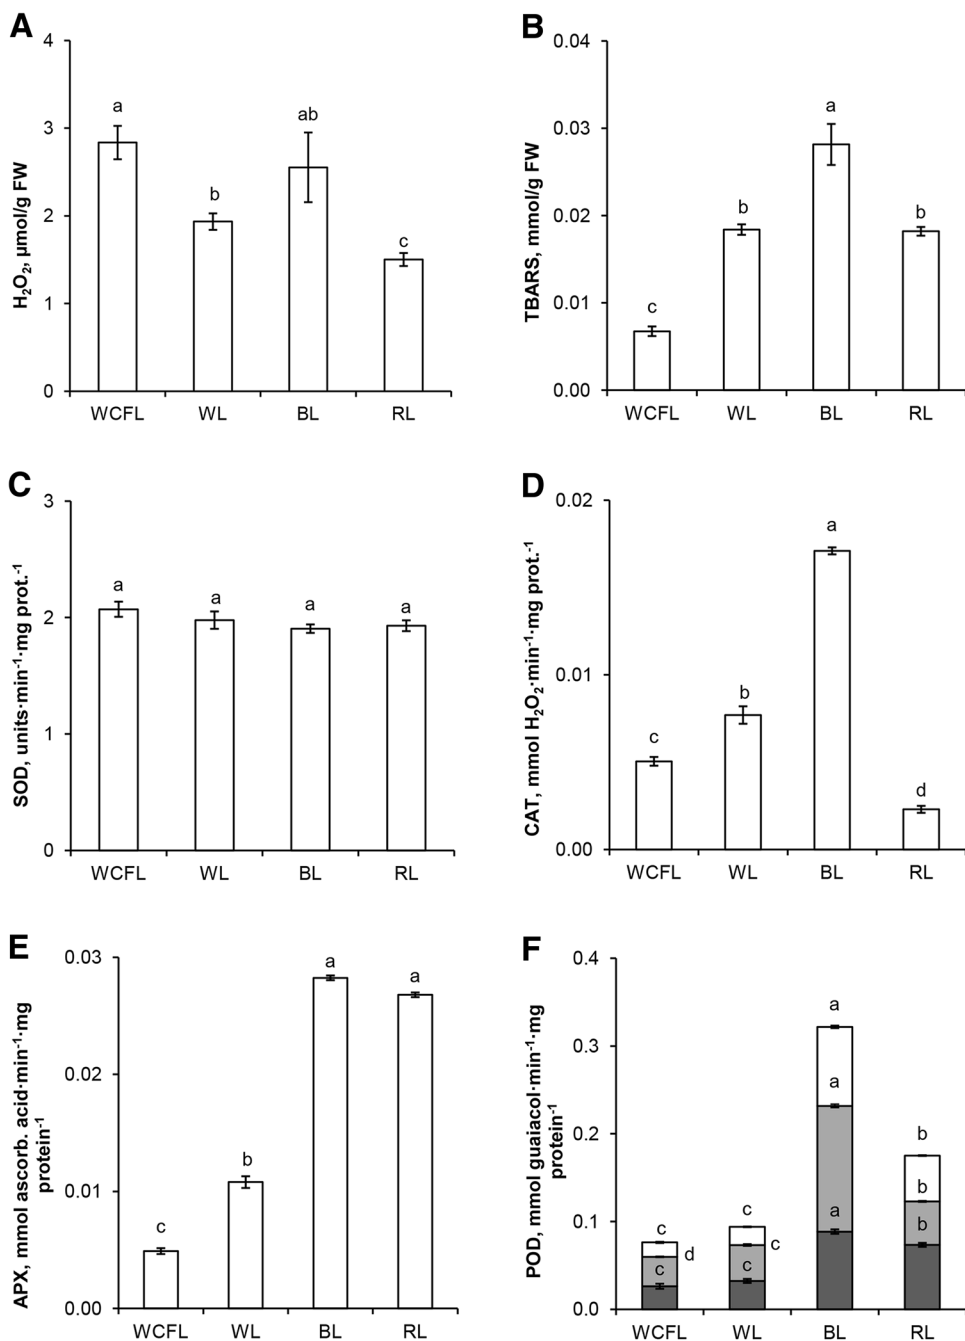 A
H₂O₂, μmol/g FW
4
3
2
1
0
a
b
ab
c
WCFL WL BL RL
B
TBARS, mmol/g FW
0.04
0.03
0.02
0.01
0.00
c
b
a
b
WCFL WL BL RL
C
SOD, units·min⁻¹·mg prot.⁻¹
3
2
1
0
a
a
a
a
WCFL WL BL RL
D
CAT, mmol H₂O₂·min⁻¹·mg prot.⁻¹
0.02
0.01
0.00
c
b
a
d
WCFL WL BL RL
E
APX, mmol ascorb. acid·min⁻¹·mg
protein⁻¹
0.03
0.02
0.01
0.00
c
b
a
a
WCFL WL BL RL
F
POD, mmol guaiacol·min⁻¹·mg
protein⁻¹
0.4
0.3
0.2
0.1
0.0
c
d
c
c
c
c
a
a
a
b
b
b
WCFL WL BL RL